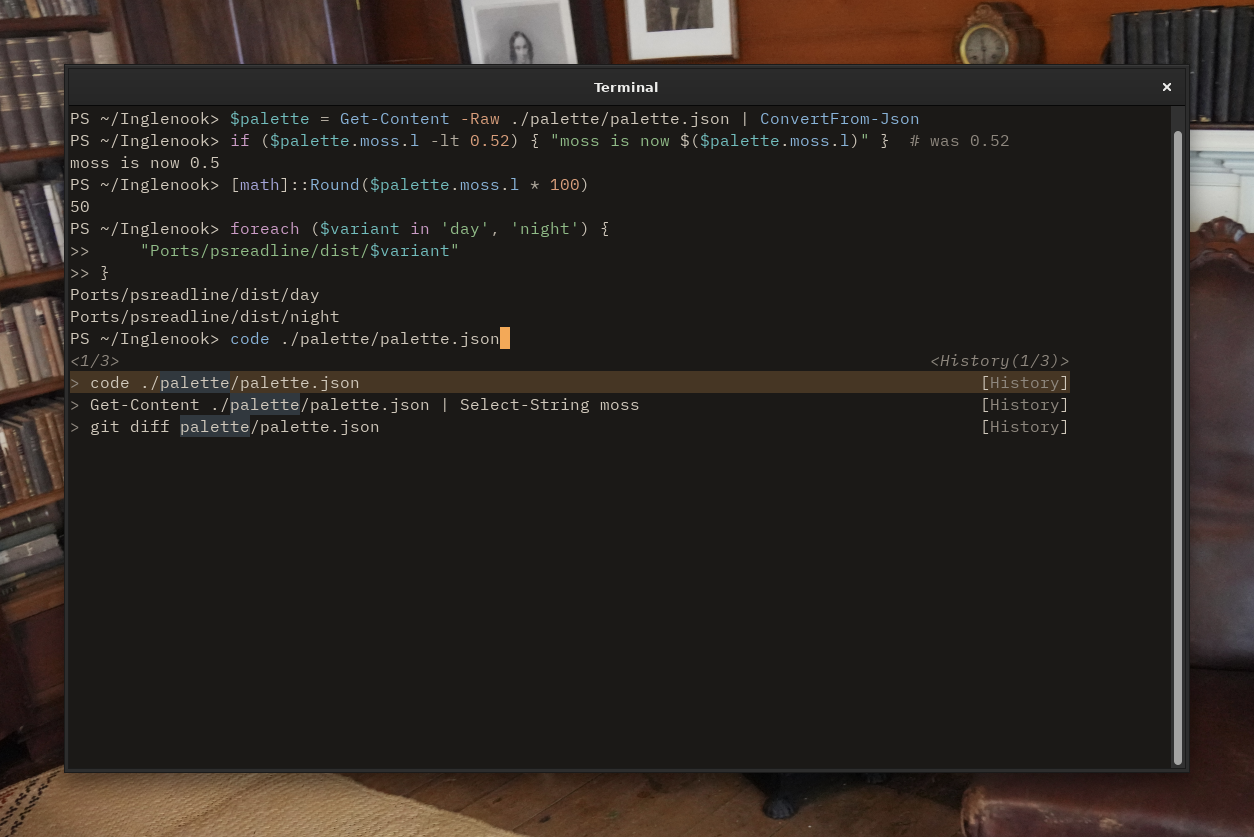 Terminal
PS ~/Inglenook> $palette = Get-Content -Raw ./palette/palette.json | ConvertFrom-Json
PS ~/Inglenook> if ($palette.moss.l -lt 0.52) { "moss is now $($palette.moss.l)" }  # was 0.52
moss is now 0.5
PS ~/Inglenook> [math]::Round($palette.moss.l * 100)
50
PS ~/Inglenook> foreach ($variant in 'day', 'night') {
>>     "Ports/psreadline/dist/$variant"
>> }
Ports/psreadline/dist/day
Ports/psreadline/dist/night
PS ~/Inglenook> code ./palette/palette.json
<1/3> <History(1/3)>
> code ./palette/palette.json [History]
> Get-Content ./palette/palette.json | Select-String moss [History]
> git diff palette/palette.json [History]